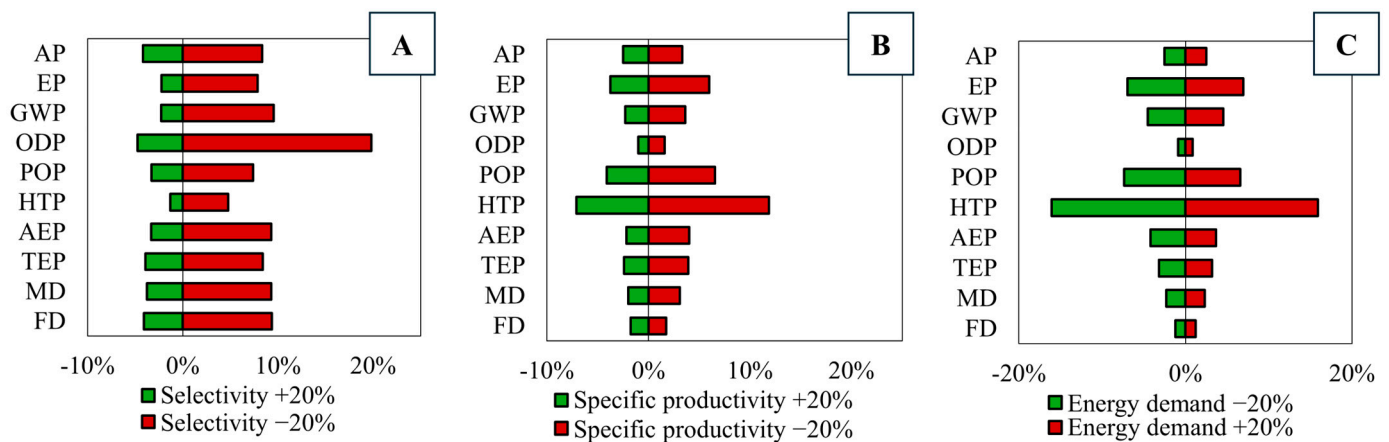 A
AP
EP
GWP
ODP
POP
HTP
AEP
TEP
MD
FD
-10% 0% 10% 20%
Selectivity +20%
Selectivity −20%
B
AP
EP
GWP
ODP
POP
HTP
AEP
TEP
MD
FD
-10% 0% 10% 20%
Specific productivity +20%
Specific productivity −20%
C
AP
EP
GWP
ODP
POP
HTP
AEP
TEP
MD
FD
-20% 0% 20%
Energy demand −20%
Energy demand +20%